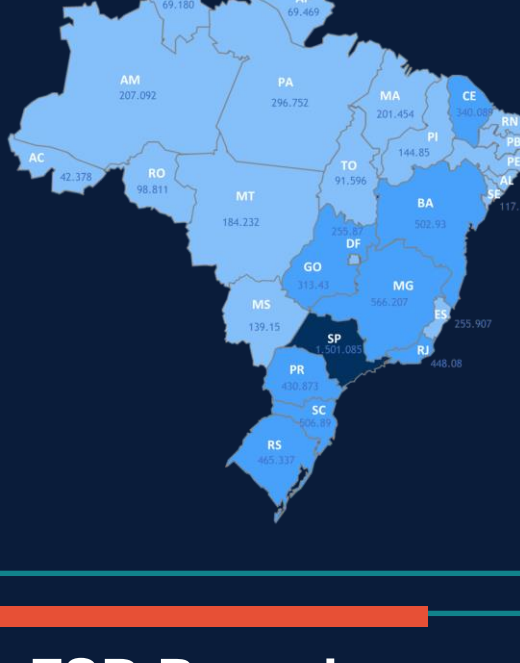 69.180
69.469
AM
207.092
PA
296.752
MA
201.454
CE
RN
PB
PE
AL
SE
117.
PI
144.85
AC
42.378
RO
98.811
TO
91.596
MT
184.232
BA
502.93
255.87
DF
GO
313.43
MG
566.207
ES
255.907
MS
139.15
SP
1.501.085
RJ
448.08
PR
430.873
SC
506.89
RS
465.337